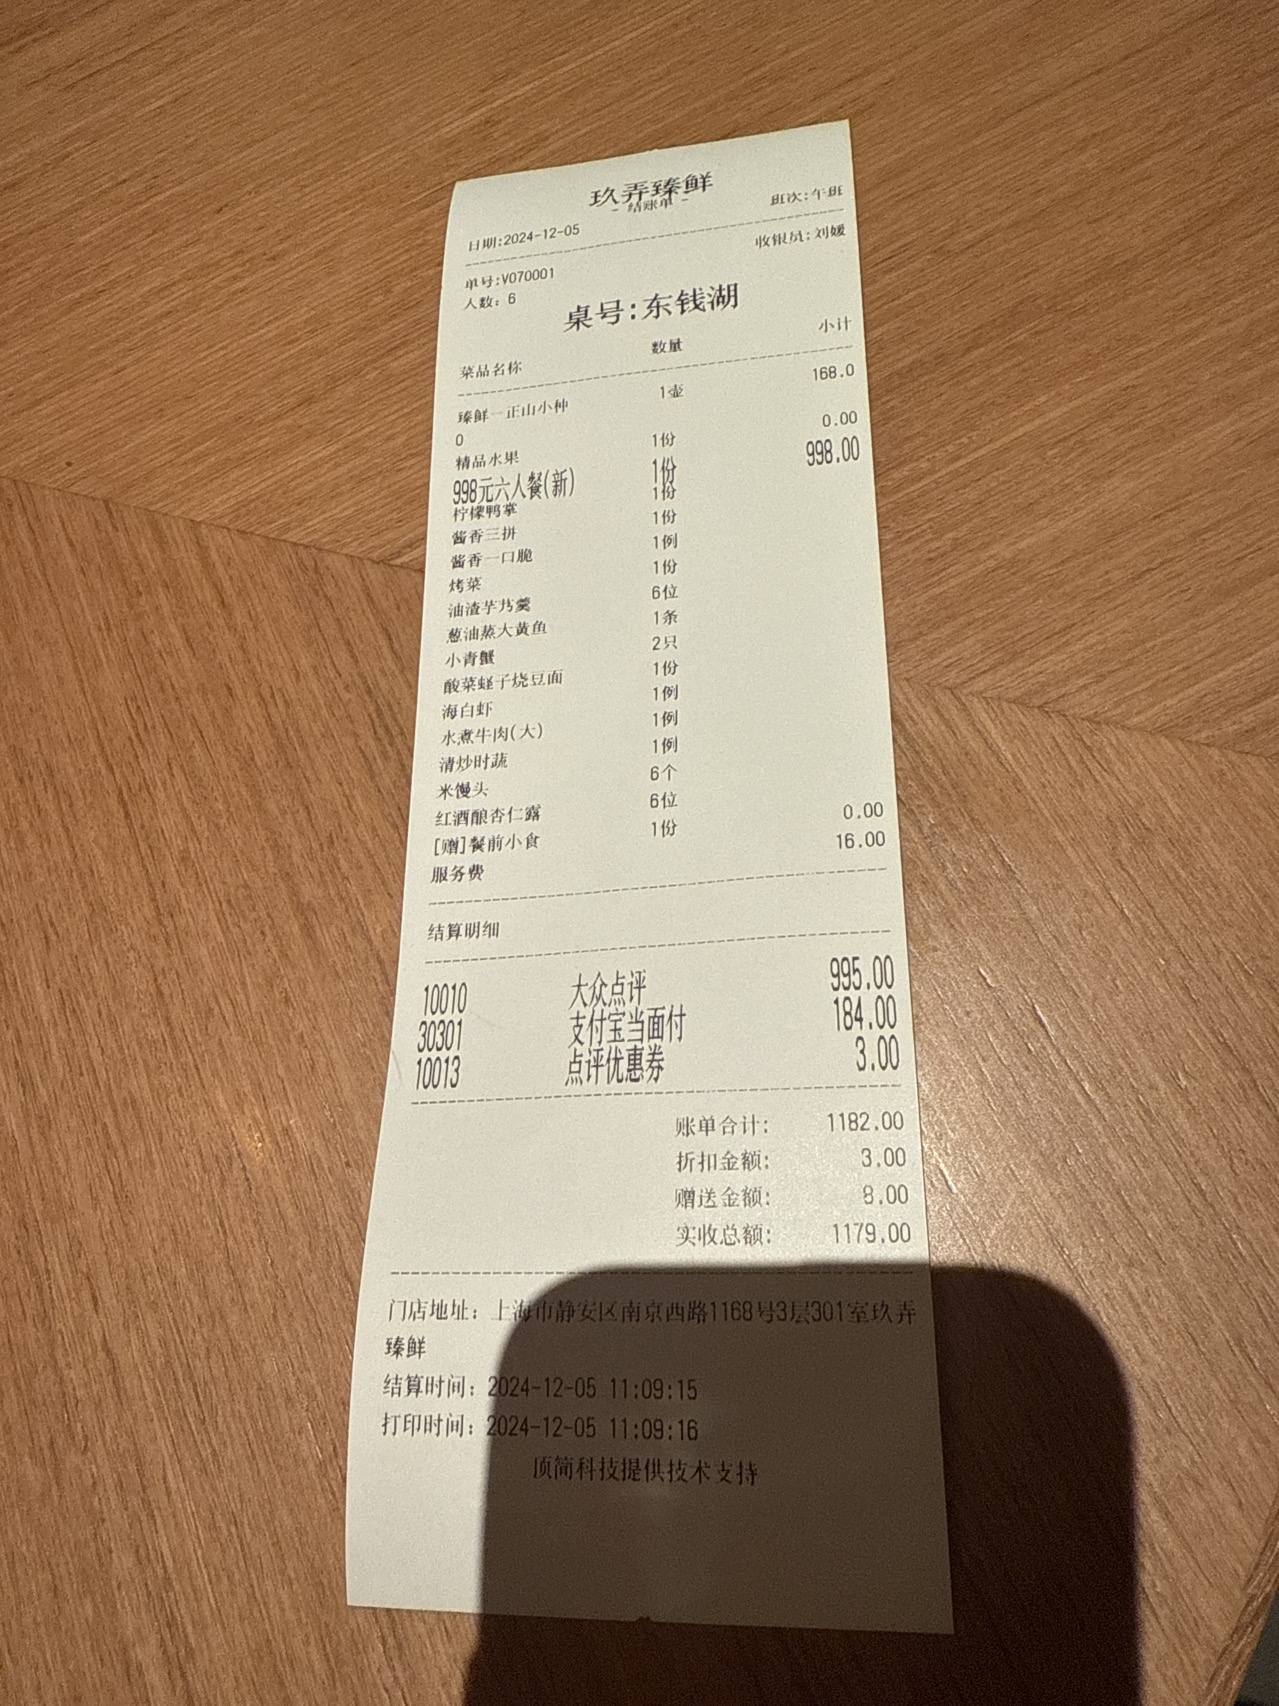 玖弄臻鲜
- 结账单 -
日期:2024-12-05 班次:午班
单号:V070001 收银员:刘媛
人数: 6
桌号:东钱湖
菜品名称 数量 小计
臻鲜一正山小种 1壶 168.0
0
精品水果 1份 0.00
998元六人餐(新) 1份 998.00
柠檬鸭掌 1份
酱香三拼 1份
酱香一口脆 1例
烤菜 1份
油渣芋艿羹 6位
葱油蒸大黄鱼 1条
小青蟹 2只
酸菜蛏子烧豆面 1份
海白虾 1例
水煮牛肉(大) 1例
清炒时蔬 1例
米馒头 6个
红酒酿杏仁露 6位
[赠]餐前小食 1份 0.00
服务费 16.00
结算明细
10010 大众点评 995.00
30301 支付宝当面付 184.00
10013 点评优惠券 3.00
账单合计: 1182.00
折扣金额: 3.00
赠送金额: 8.00
实收总额: 1179.00
门店地址: 上海市静安区南京西路1168号3层301室玖弄
臻鲜
结算时间: 2024-12-05 11:09:15
打印时间: 2024-12-05 11:09:16
顶简科技提供技术支持